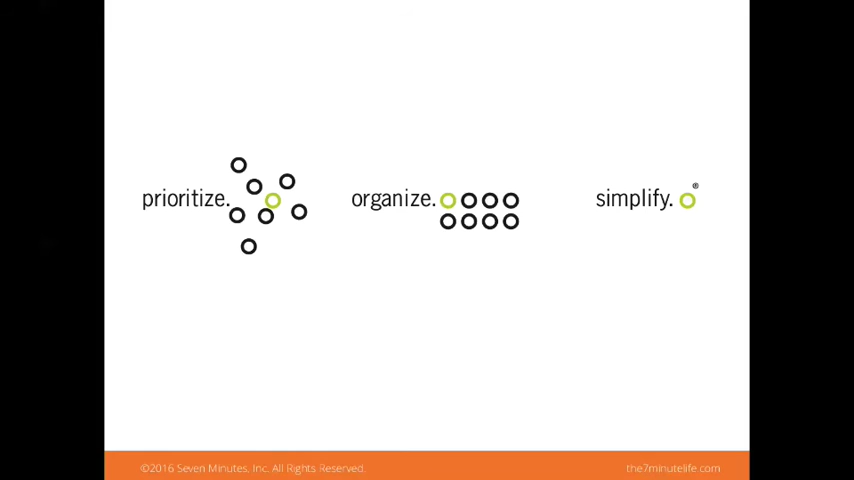 prioritize.
organize.
simplify. ®
©2016 Seven Minutes, Inc. All Rights Reserved.
the7minutelife.com